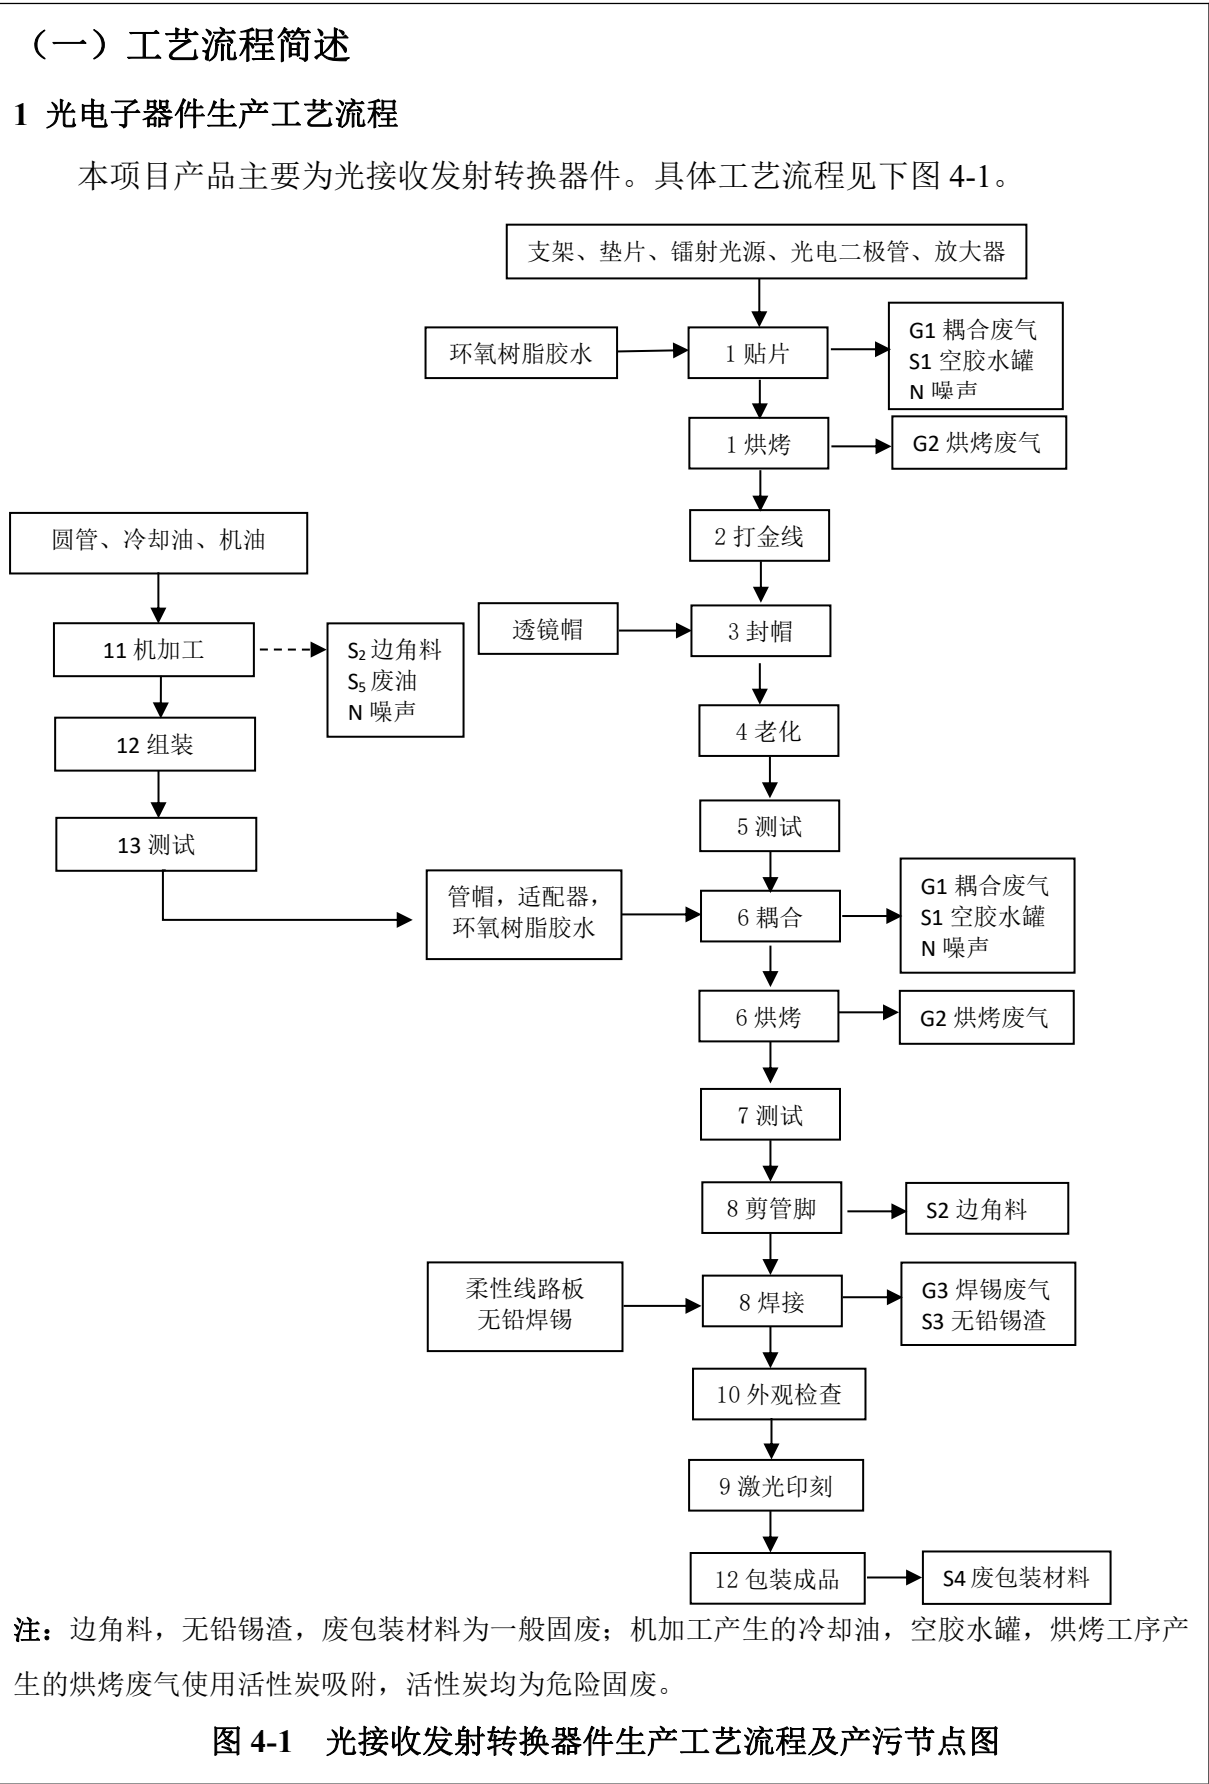 （一）工艺流程简述
1 光电子器件生产工艺流程
本项目产品主要为光接收发射转换器件。具体工艺流程见下图 4-1。
支架、垫片、镭射光源、光电二极管、放大器
环氧树脂胶水
1 贴片
G1 耦合废气
S1 空胶水罐
N 噪声
1 烘烤
G2 烘烤废气
2 打金线
圆管、冷却油、机油
透镜帽
3 封帽
11 机加工
S₂ 边角料
S₅ 废油
N 噪声
4 老化
12 组装
5 测试
13 测试
管帽，适配器，
环氧树脂胶水
6 耦合
G1 耦合废气
S1 空胶水罐
N 噪声
6 烘烤
G2 烘烤废气
7 测试
8 剪管脚
S2 边角料
柔性线路板
无铅焊锡
8 焊接
G3 焊锡废气
S3 无铅锡渣
10 外观检查
9 激光印刻
12 包装成品
S4 废包装材料
注：边角料，无铅锡渣，废包装材料为一般固废；机加工产生的冷却油，空胶水罐，烘烤工序产
生的烘烤废气使用活性炭吸附，活性炭均为危险固废。
图 4-1 光接收发射转换器件生产工艺流程及产污节点图